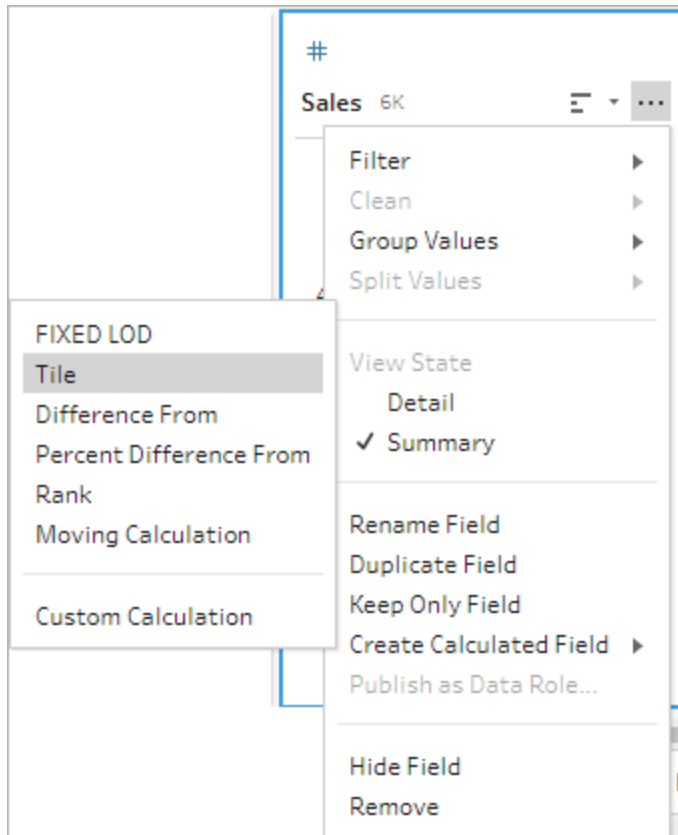 #
Sales 6K
Filter
Clean
Group Values
Split Values
View State
Detail
✓ Summary
Rename Field
Duplicate Field
Keep Only Field
Create Calculated Field
Publish as Data Role...
Hide Field
Remove
FIXED LOD
Tile
Difference From
Percent Difference From
Rank
Moving Calculation
Custom Calculation